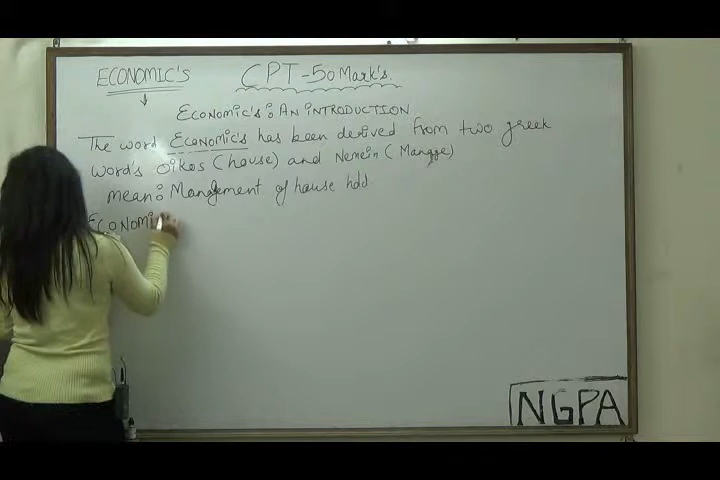 ECONOMIC'S CPT - 50 Mark's.
ECONOMIC'S : AN INTRODUCTION
The word ECONOMIC'S has been derived from two greek
word's Oikos (house) and Nemein (Manage)
mean : Management of house hold
ECONOMI
NGPA